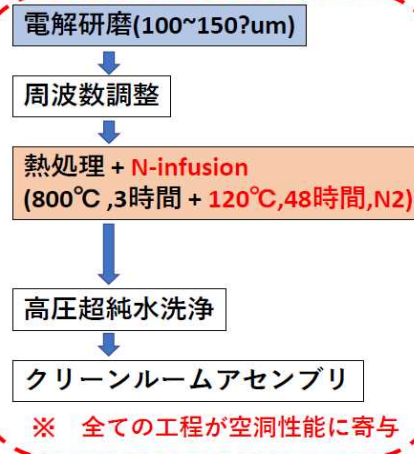 電解研磨(100~150?um)
周波数調整
熱処理 + N-infusion
(800℃ ,3時間 + 120℃,48時間,N2)
高圧超純水洗浄
クリーンルームアセンブリ
※ 全ての工程が空洞性能に寄与